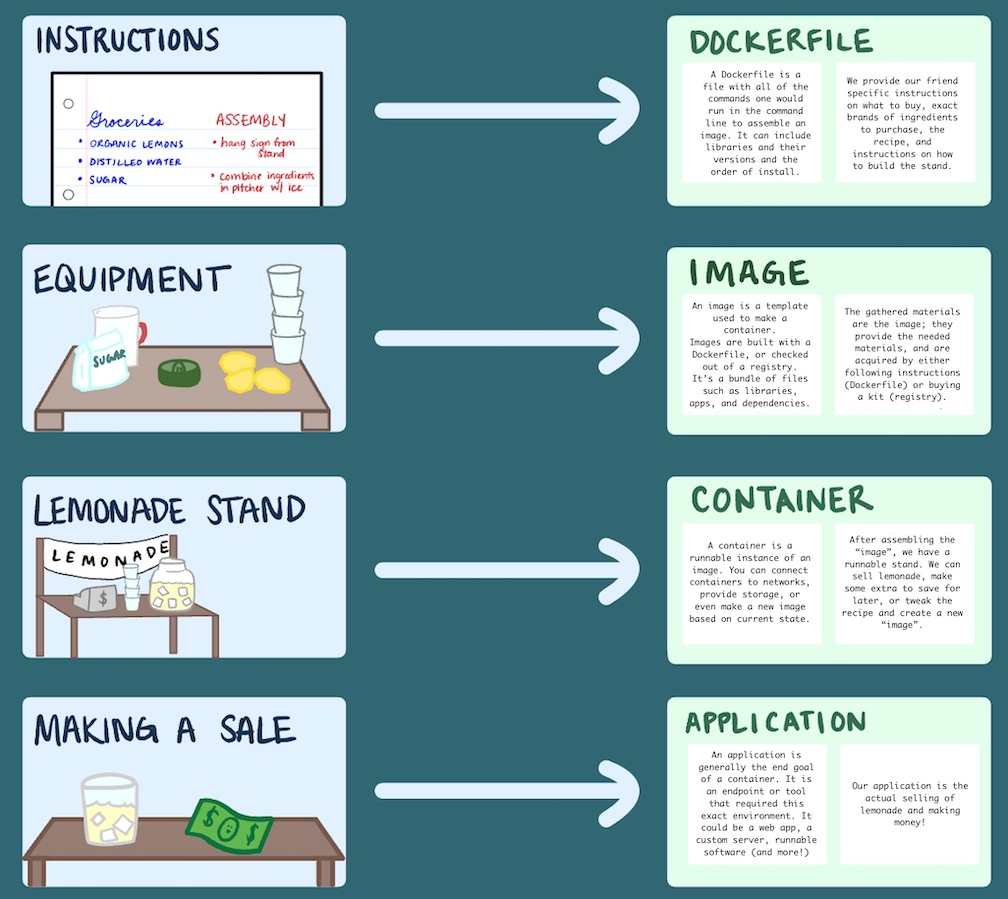 INSTRUCTIONS
Groceries
• ORGANIC LEMONS
• DISTILLED WATER
• SUGAR
ASSEMBLY
• hang sign from
stand
• Combine ingredients
in pitcher w/ ice
DOCKERFILE
A Dockerfile is a
file with all of the
commands one would
run in the command
line to assemble an
image. It can include
libraries and their
versions and the
order of install.
We provide our friend
specific instructions
on what to buy, exact
brands of ingredients
to purchase, the
recipe, and
instructions on how
to build the stand.
EQUIPMENT
SUGAR
IMAGE
An image is a template
used to make a
container.
Images are built with a
Dockerfile, or checked
out of a registry.
It's a bundle of files
such as libraries,
apps, and dependencies.
The gathered materials
are the image; they
provide the needed
materials, and are
acquired by either
following instructions
(Dockerfile) or buying
a kit (registry).
LEMONADE STAND
LEMONADE
$
CONTAINER
A container is a
runnable instance of an
image. You can connect
containers to networks,
provide storage, or
even make a new image
based on current state.
After assembling the
“image”, we have a
runnable stand. We can
sell lemonade, make
some extra to save for
later, or tweak the
recipe and create a new
“image”.
MAKING A SALE
$ $
APPLICATION
An application is
generally the end goal
of a container. It is
an endpoint or tool
that required this
exact environment. It
could be a web app, a
custom server, runnable
software (and more!)
Our application is the
actual selling of
lemonade and making
money!